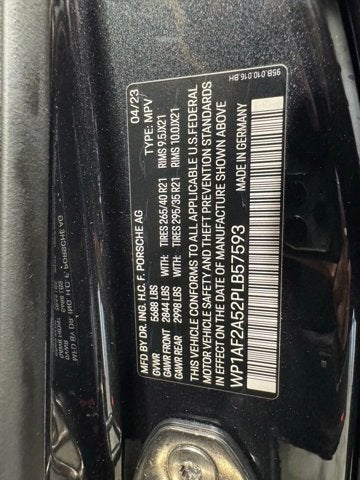 MFD BY DR. ING. H.C. F. PORSCHE AG 04/23
GVWR 5688 LBS TYPE: MPV
GAWR FRONT 2844 LBS WITH: TIRES 265/40 R21 RIMS 9.5JX21
GAWR REAR 2998 LBS WITH: TIRES 295/35 R21 RIMS 10.0JX21
THIS VEHICLE CONFORMS TO ALL APPLICABLE U.S. FEDERAL
MOTOR VEHICLE SAFETY AND THEFT PREVENTION STANDARDS
IN EFFECT ON THE DATE OF MANUFACTURE SHOWN ABOVE
WP1AF2A52PLB57593 MADE IN GERMANY
95B.010.016.BH